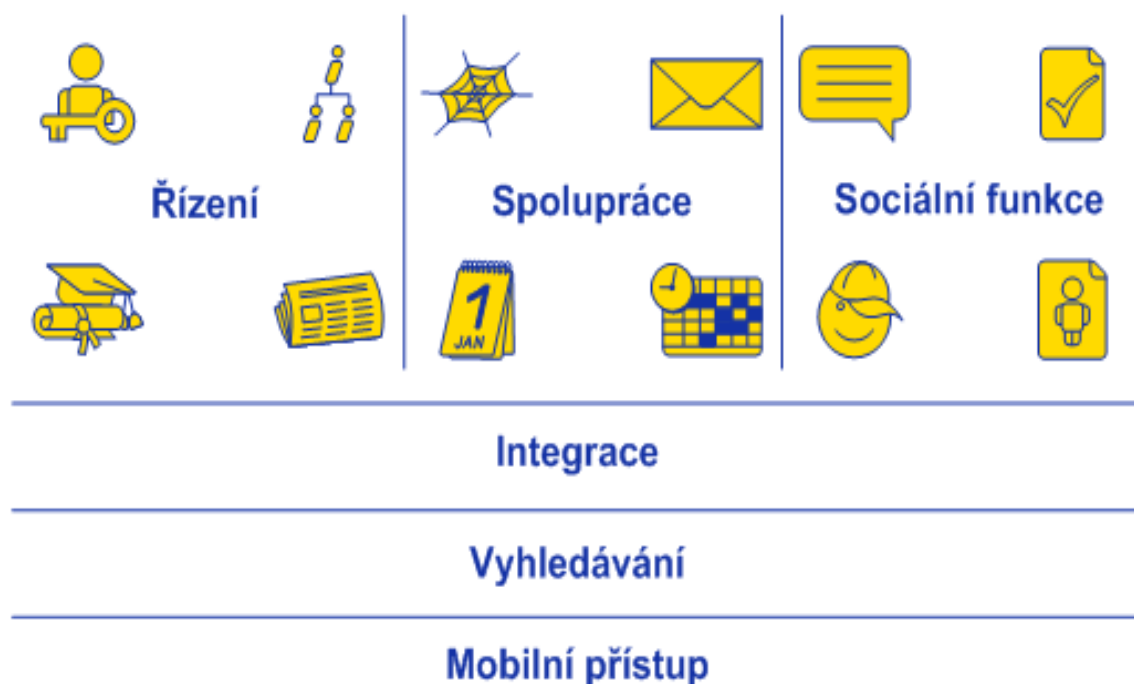 Řízení
Spolupráce
Sociální funkce
1
JAN
Integrace
Vyhledávání
Mobilní přístup